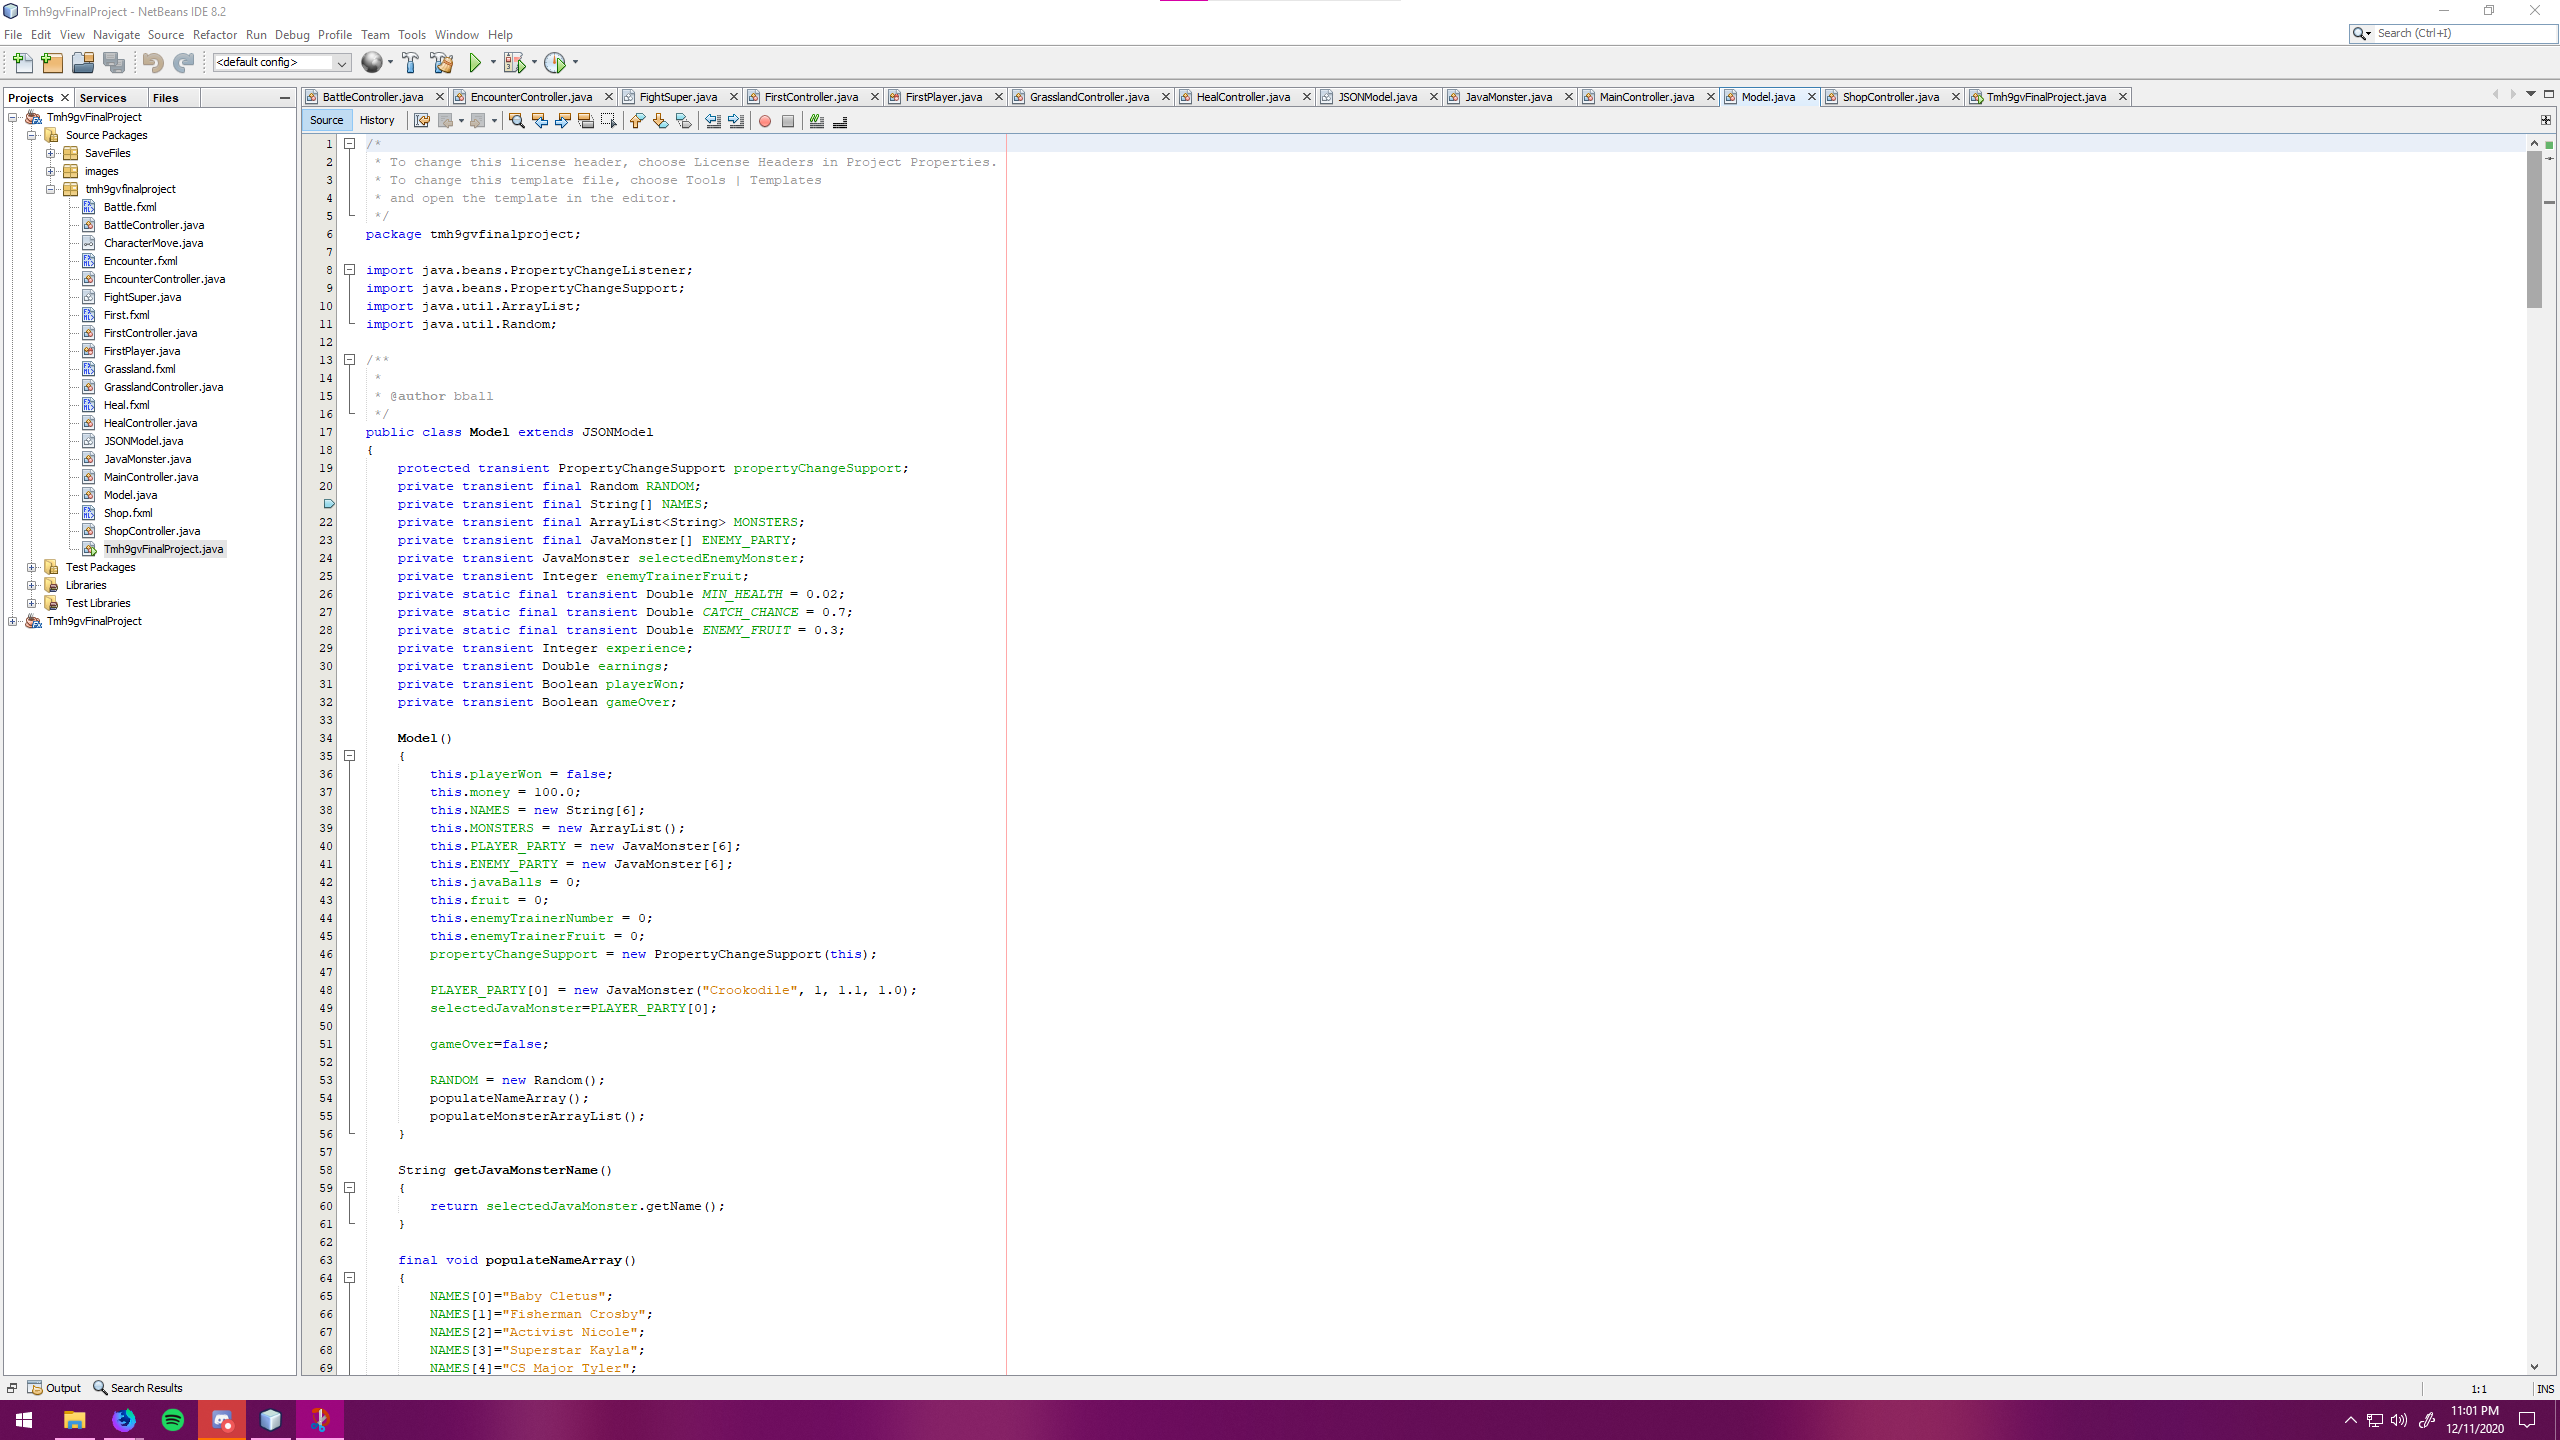 Tmh9gvFinalProject - NetBeans IDE 8.2
File Edit View Navigate Source Refactor Run Debug Profile Team Tools Window Help
Search (Ctrl+I)
<default config>
Projects Services Files
BattleController.java EncounterController.java FightSuper.java FirstController.java FirstPlayer.java GrasslandController.java HealController.java JSONModel.java JavaMonster.java MainController.java Model.java ShopController.java Tmh9gvFinalProject.java
Source History
Tmh9gvFinalProject
Source Packages
SaveFiles
images
tmh9gvfinalproject
Battle.fxml
BattleController.java
CharacterMove.java
Encounter.fxml
EncounterController.java
FightSuper.java
First.fxml
FirstController.java
FirstPlayer.java
Grassland.fxml
GrasslandController.java
Heal.fxml
HealController.java
JSONModel.java
JavaMonster.java
MainController.java
Model.java
Shop.fxml
ShopController.java
Tmh9gvFinalProject.java
Test Packages
Libraries
Test Libraries
Tmh9gvFinalProject
1 /*
2 * To change this license header, choose License Headers in Project Properties.
3 * To change this template file, choose Tools | Templates
4 * and open the template in the editor.
5 */
6 package tmh9gvfinalproject;
7
8 import java.beans.PropertyChangeListener;
9 import java.beans.PropertyChangeSupport;
10 import java.util.ArrayList;
11 import java.util.Random;
12
13 /**
14 *
15 * @author bball
16 */
17 public class Model extends JSONModel
18 {
19 protected transient PropertyChangeSupport propertyChangeSupport;
20 private transient final Random RANDOM;
private transient final String[] NAMES;
22 private transient final ArrayList<String> MONSTERS;
23 private transient final JavaMonster[] ENEMY_PARTY;
24 private transient JavaMonster selectedEnemyMonster;
25 private transient Integer enemyTrainerFruit;
26 private static final transient Double MIN_HEALTH = 0.02;
27 private static final transient Double CATCH_CHANCE = 0.7;
28 private static final transient Double ENEMY_FRUIT = 0.3;
29 private transient Integer experience;
30 private transient Double earnings;
31 private transient Boolean playerWon;
32 private transient Boolean gameOver;
33
34 Model()
35 {
36 this.playerWon = false;
37 this.money = 100.0;
38 this.NAMES = new String[6];
39 this.MONSTERS = new ArrayList();
40 this.PLAYER_PARTY = new JavaMonster[6];
41 this.ENEMY_PARTY = new JavaMonster[6];
42 this.javaBalls = 0;
43 this.fruit = 0;
44 this.enemyTrainerNumber = 0;
45 this.enemyTrainerFruit = 0;
46 propertyChangeSupport = new PropertyChangeSupport(this);
47
48 PLAYER_PARTY[0] = new JavaMonster("Crookodile", 1, 1.1, 1.0);
49 selectedJavaMonster=PLAYER_PARTY[0];
50
51 gameOver=false;
52
53 RANDOM = new Random();
54 populateNameArray();
55 populateMonsterArrayList();
56 }
57
58 String getJavaMonsterName()
59 {
60 return selectedJavaMonster.getName();
61 }
62
63 final void populateNameArray()
64 {
65 NAMES[0]="Baby Cletus";
66 NAMES[1]="Fisherman Crosby";
67 NAMES[2]="Activist Nicole";
68 NAMES[3]="Superstar Kayla";
69 NAMES[4]="CS Major Tyler";
Output Search Results
1:1 INS
11:01 PM
12/11/2020